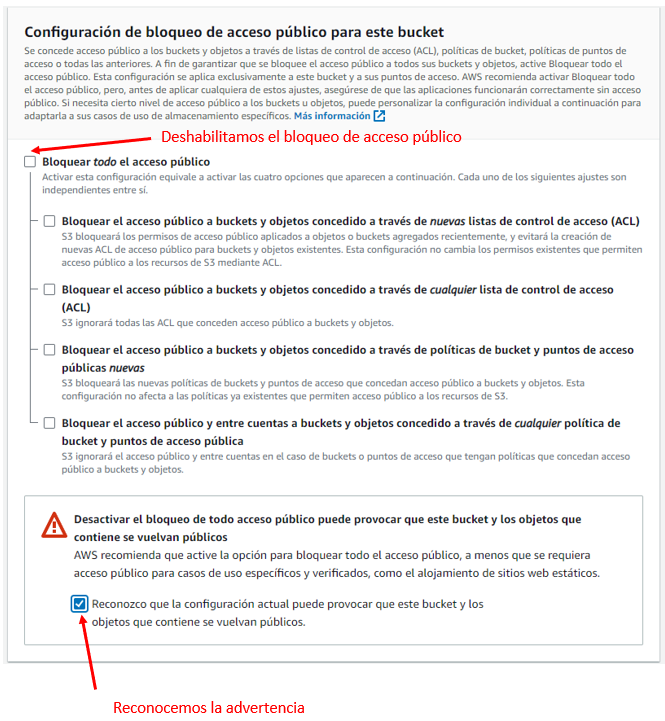 Configuración de bloqueo de acceso público para este bucket
Se concede acceso público a los buckets y objetos a través de listas de control de acceso (ACL), políticas de bucket, políticas de puntos de
acceso o todas las anteriores. A fin de garantizar que se bloquee el acceso público a todos sus buckets y objetos, active Bloquear todo el
acceso público. Esta configuración se aplica exclusivamente a este bucket y a sus puntos de acceso. AWS recomienda activar Bloquear todo
el acceso público, pero, antes de aplicar cualquiera de estos ajustes, asegúrese de que las aplicaciones funcionarán correctamente sin acceso
público. Si necesita cierto nivel de acceso público a los buckets u objetos, puede personalizar la configuración individual a continuación para
adaptarla a sus casos de uso de almacenamiento específicos. Más información
Deshabilitamos el bloqueo de acceso público
Bloquear todo el acceso público
Activar esta configuración equivale a activar las cuatro opciones que aparecen a continuación. Cada uno de los siguientes ajustes son
independientes entre sí.
Bloquear el acceso público a buckets y objetos concedido a través de nuevas listas de control de acceso (ACL)
S3 bloqueará los permisos de acceso público aplicados a objetos o buckets agregados recientemente, y evitará la creación de
nuevas ACL de acceso público para buckets y objetos existentes. Esta configuración no cambia los permisos existentes que permiten
acceso público a los recursos de S3 mediante ACL.
Bloquear el acceso público a buckets y objetos concedido a través de cualquier lista de control de acceso
(ACL)
S3 ignorará todas las ACL que conceden acceso público a buckets y objetos.
Bloquear el acceso público a buckets y objetos concedido a través de políticas de bucket y puntos de acceso
públicas nuevas
S3 bloqueará las nuevas políticas de buckets y puntos de acceso que concedan acceso público a buckets y objetos. Esta
configuración no afecta a las políticas ya existentes que permiten acceso público a los recursos de S3.
Bloquear el acceso público y entre cuentas a buckets y objetos concedido a través de cualquier política de
bucket y puntos de acceso pública
S3 ignorará el acceso público y entre cuentas en el caso de buckets o puntos de acceso que tengan políticas que concedan acceso
público a buckets y objetos.
Desactivar el bloqueo de todo acceso público puede provocar que este bucket y los objetos que
contiene se vuelvan públicos
AWS recomienda que active la opción para bloquear todo el acceso público, a menos que se requiera
acceso público para casos de uso específicos y verificados, como el alojamiento de sitios web estáticos.
Reconozco que la configuración actual puede provocar que este bucket y los
objetos que contiene se vuelvan públicos.
Reconocemos la advertencia